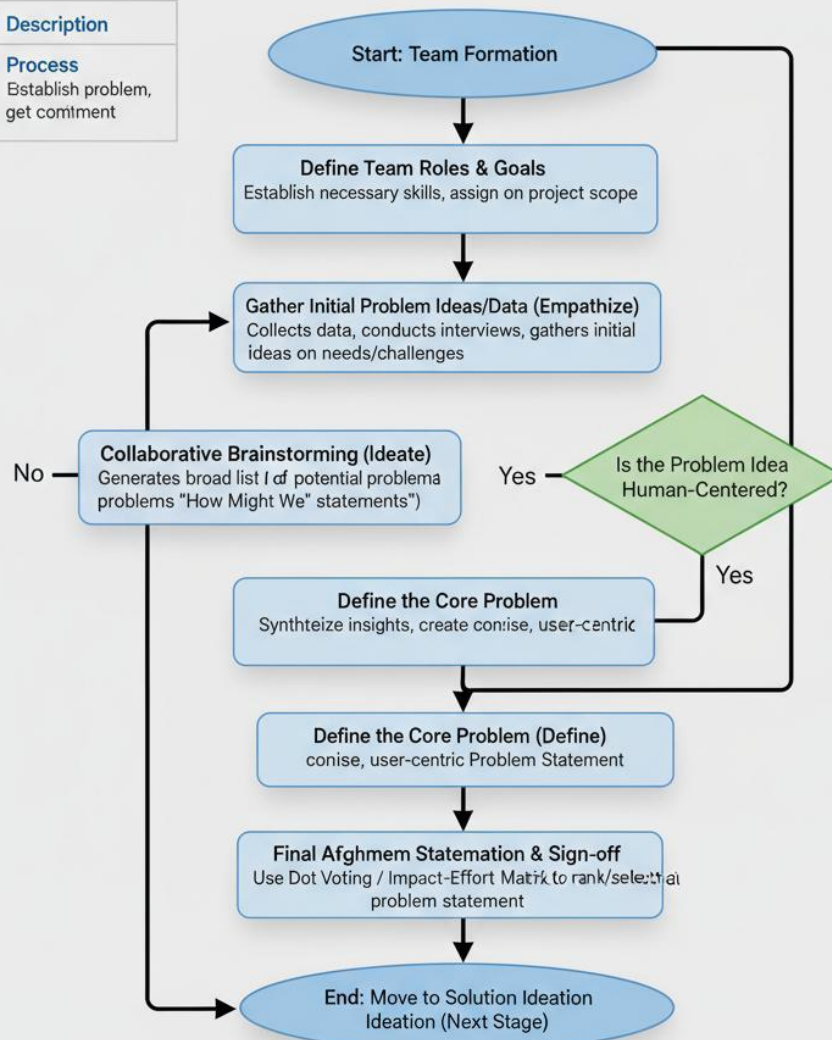 Description
Process
Establish problem,
get comtment
Start: Team Formation
Define Team Roles & Goals
Establish necessary skills, assign on project scope
Gather Initial Problem Ideas/Data (Empathize)
Collects data, conducts interviews, gathers initial
ideas on needs/challenges
No
Collaborative Brainstorming (Ideate)
Generates broad list of potential problema
problems "How Might We" statements")
Yes
Is the Problem Idea
Human-Centered?
Yes
Define the Core Problem
Synthteize insights, create conise, user-centric
Define the Core Problem (Define)
conise, user-centric Problem Statement
Final Afghmem Statemation & Sign-off
Use Dot Voting / Impact-Effort Matrix to
problem statement
End: Move to Solution Ideation
Ideation (Next Stage)